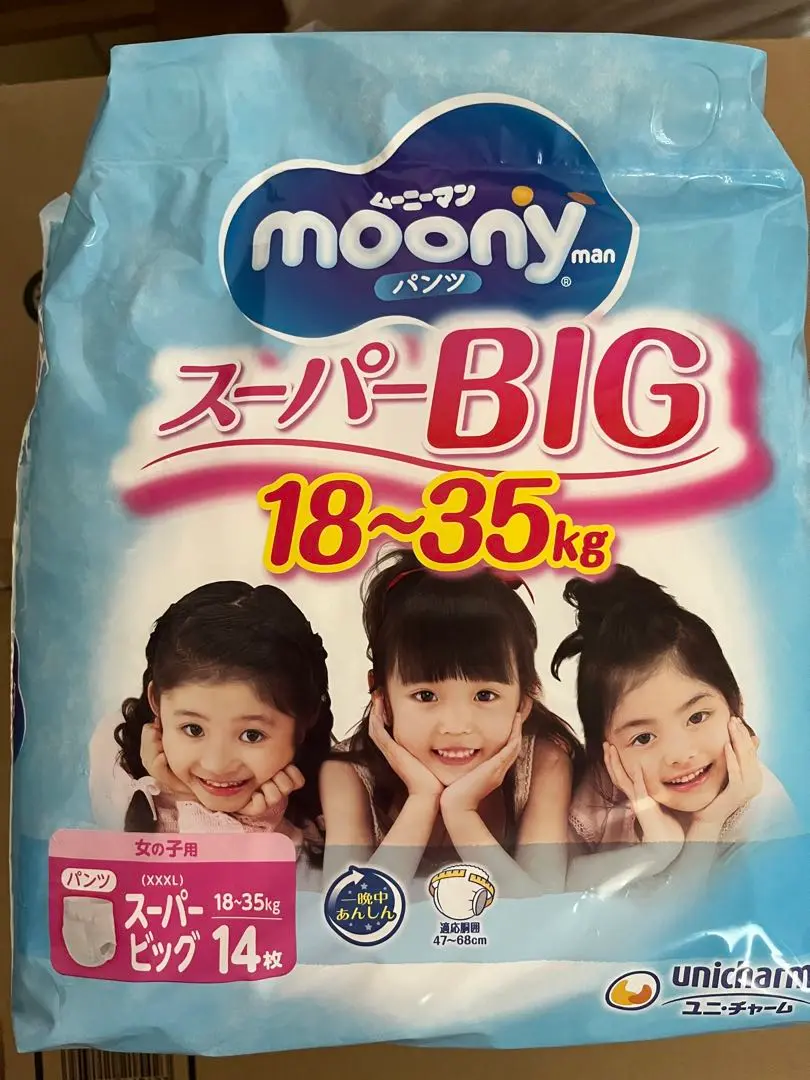 ムーニーマン
moony man
パンツ
®
スーパーBIG
18~35kg
女の子用
パンツ
(XXXL)
スーパー
ビッグ
18~35kg
14枚
一晩中
あんしん
適応胴囲
47~68cm
unicharm
ユニ・チャーム